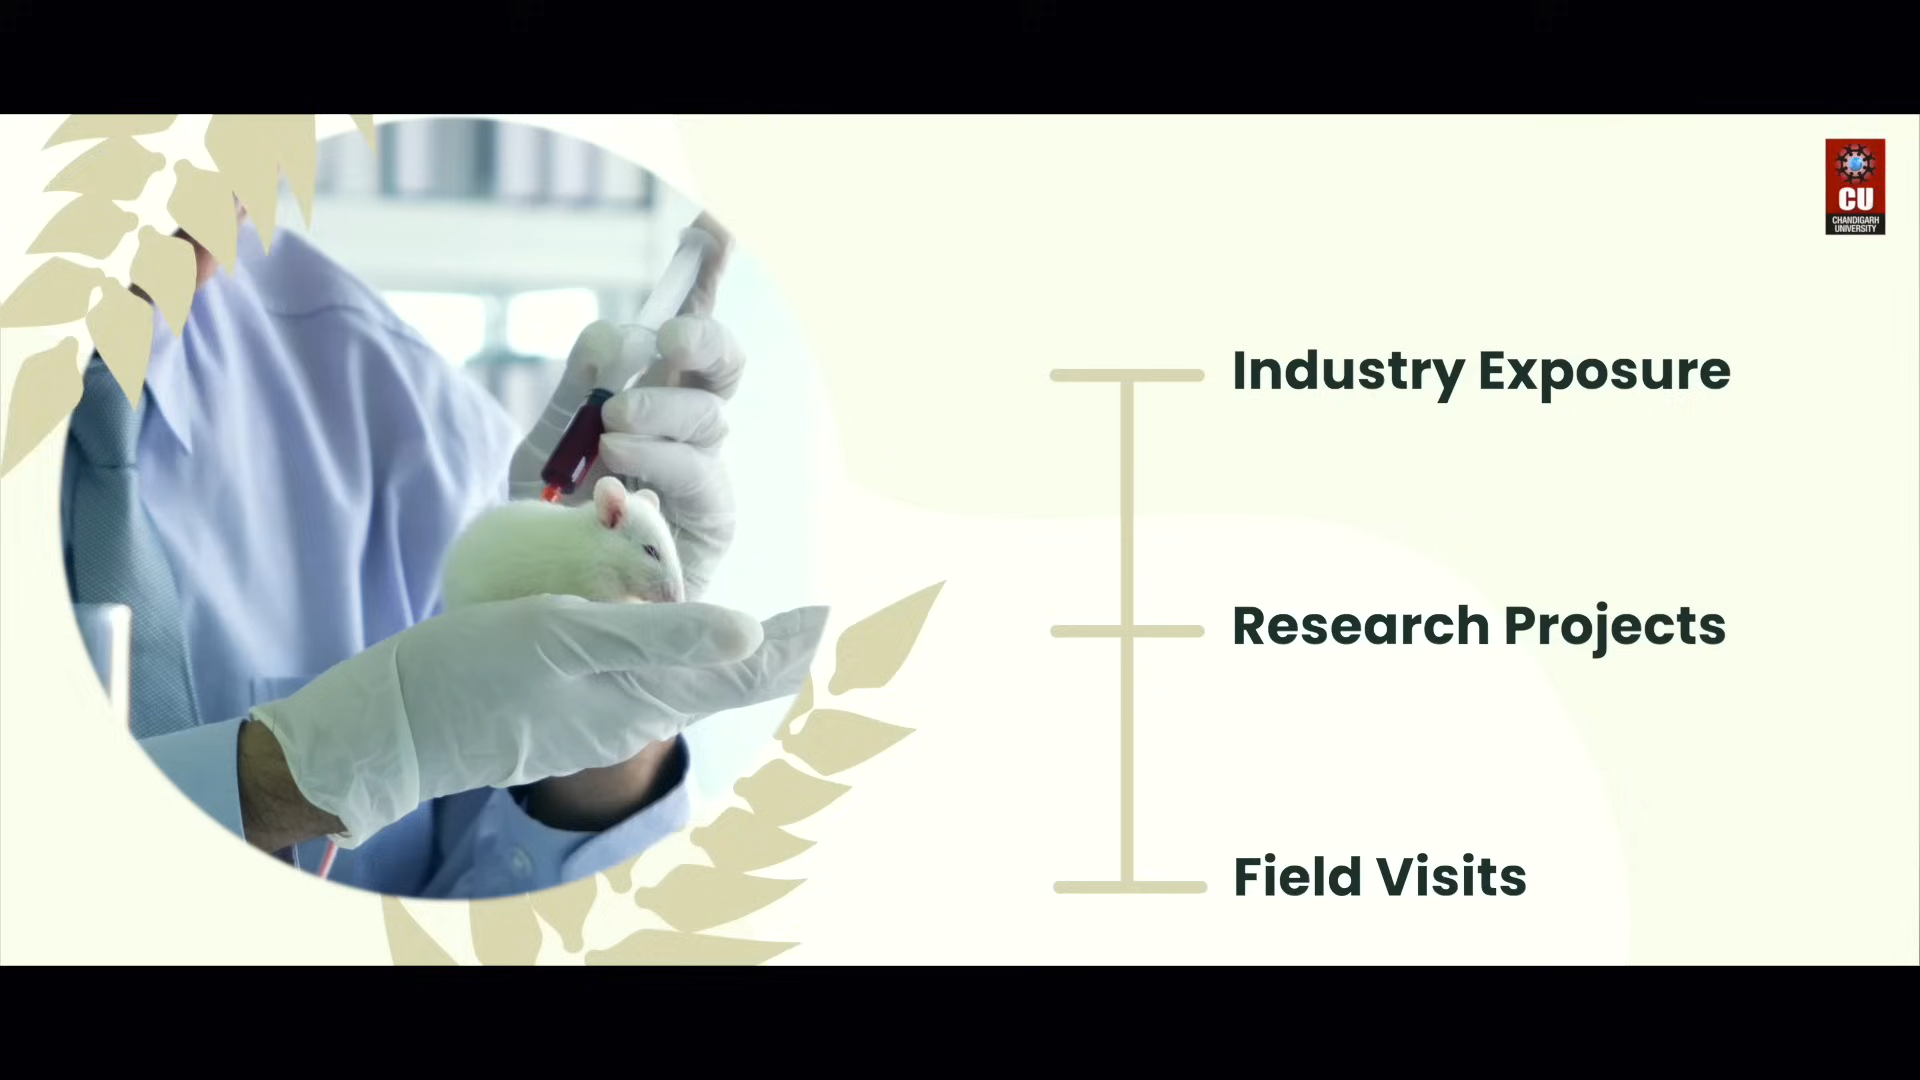 CU
CHANDIGARH
UNIVERSITY
Industry Exposure
Research Projects
Field Visits